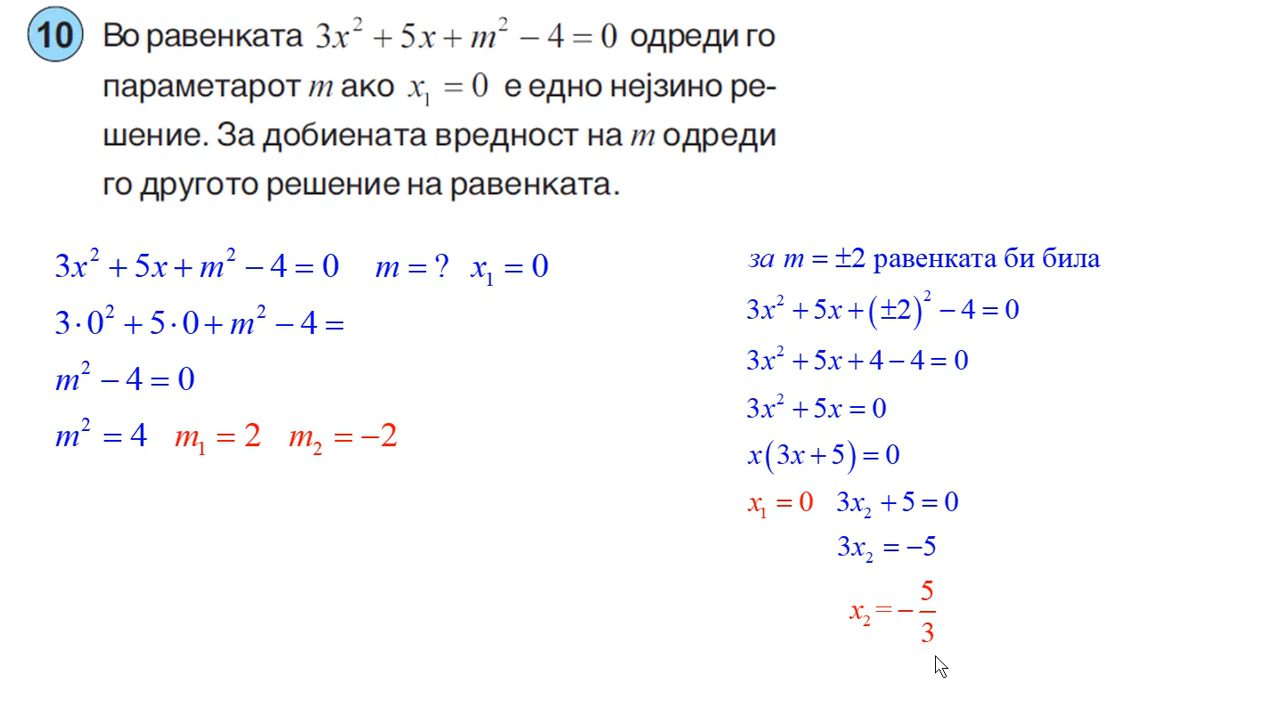 10 Во равенката 3x² + 5x + m² − 4 = 0 одреди го
параметарот m ако x₁ = 0 е едно нејзино ре-
шение. За добиената вредност на m одреди
го другото решение на равенката.
3x² + 5x + m² − 4 = 0 m = ? x₁ = 0
3·0² + 5·0 + m² − 4 =
m² − 4 = 0
m² = 4 m₁ = 2 m₂ = −2
за m = ±2 равенката би била
3x² + 5x + (±2)² − 4 = 0
3x² + 5x + 4 − 4 = 0
3x² + 5x = 0
x(3x + 5) = 0
x₁ = 0 3x₂ + 5 = 0
3x₂ = −5
x₂ = −5/3